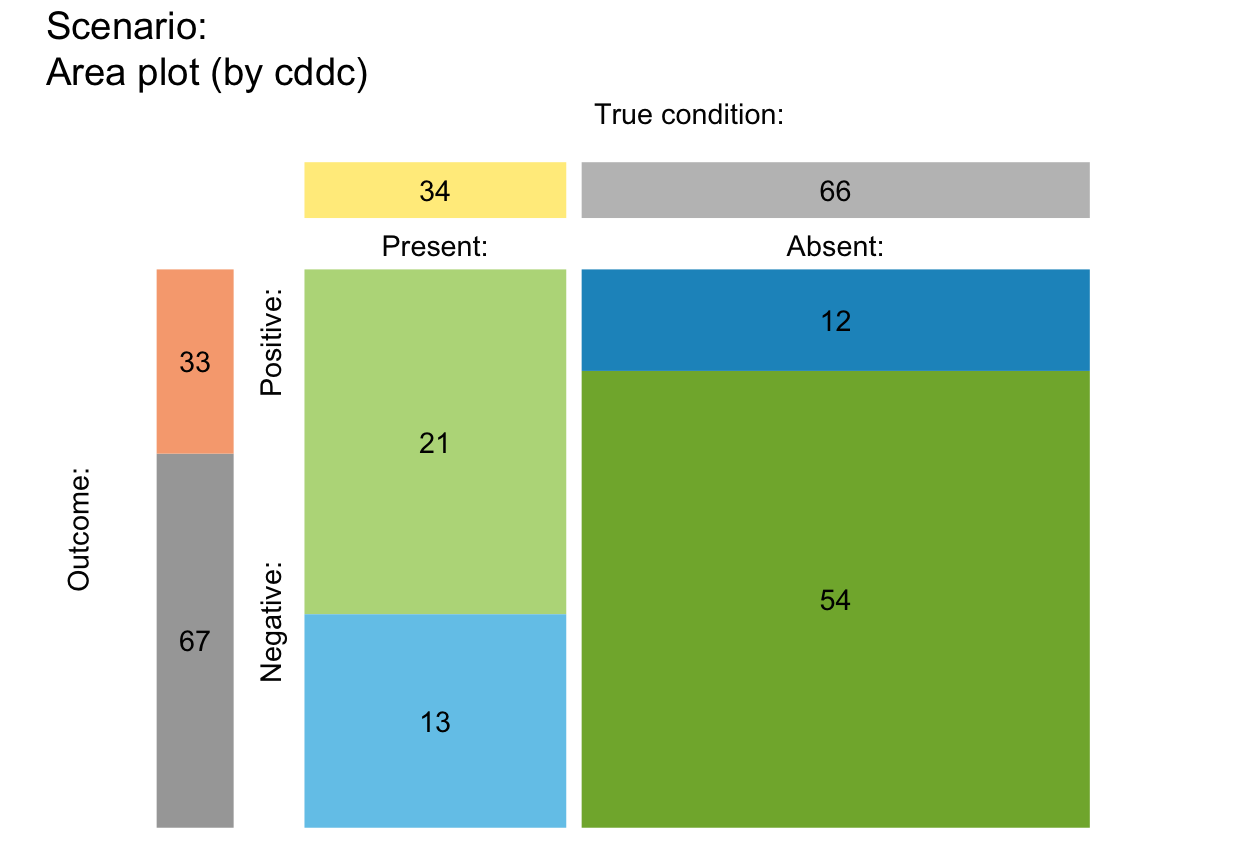 Scenario:
Area plot (by cddc)
True condition:
34
66
Present:
Absent:
Outcome:
33
67
Positive:
Negative:
21
12
13
54